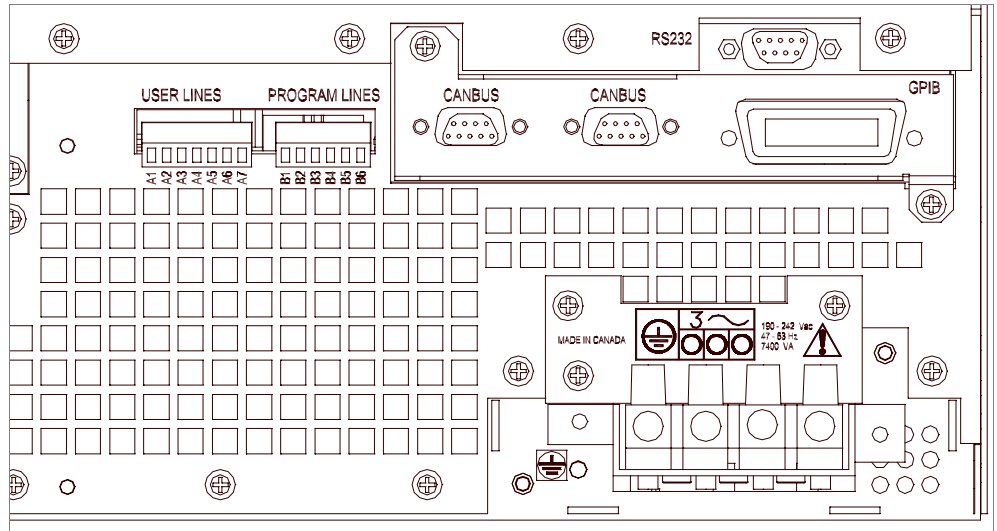 RS232
GPIB
USER LINES PROGRAM LINES CANBUS CANBUS
A1 A2 A3 A4 A5 A6 A7 B1 B2 B3 B4 B5 B6
3
190 - 242 Vac
MADE IN CANADA
47 - 63 Hz
7400 VA